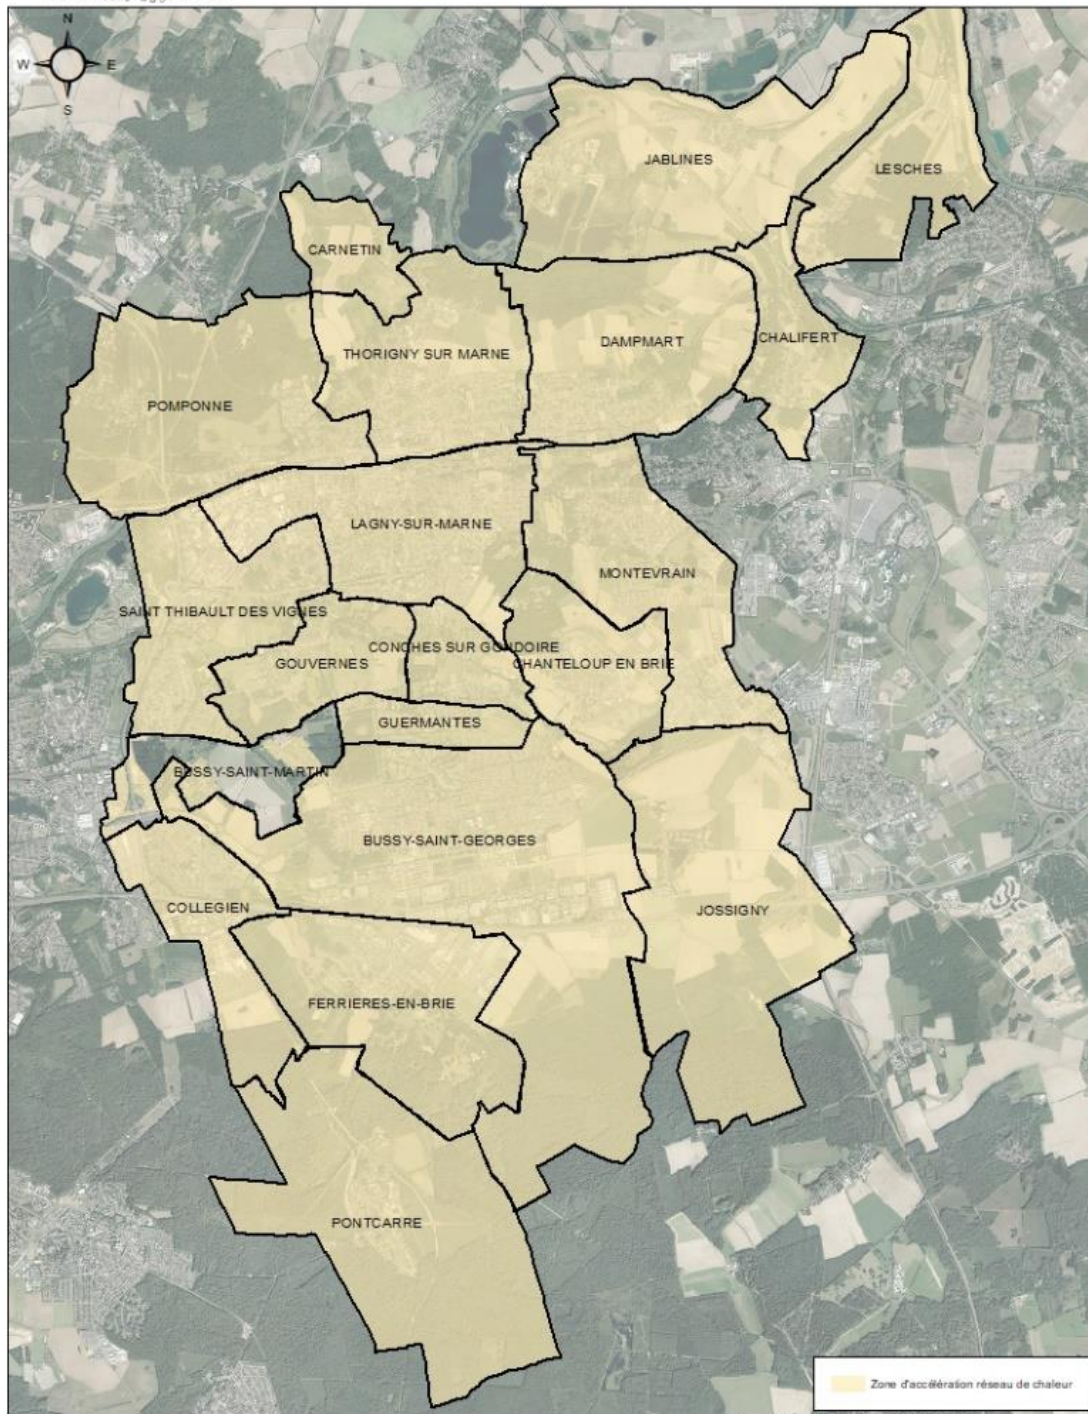 N
W E
S
JABLINES
LESCHES
CARNETIN
CHALIFERT
DAMPMART
THORIGNY SUR MARNE
POMPONNE
LAGNY-SUR-MARNE
MONTEVRAIN
SAINT THIBAULT DES VIGNES
CONCHES SUR GONDOIRE
GOUVERNES
CHANTELOUP EN BRIE
GUERMANTES
BUSSY-SAINT-MARTIN
BUSSY-SAINT-GEORGES
COLLEGIEN
JOSSIGNY
FERRIERES-EN-BRIE
PONTCARRE
Zone d'accélération réseau de chaleur